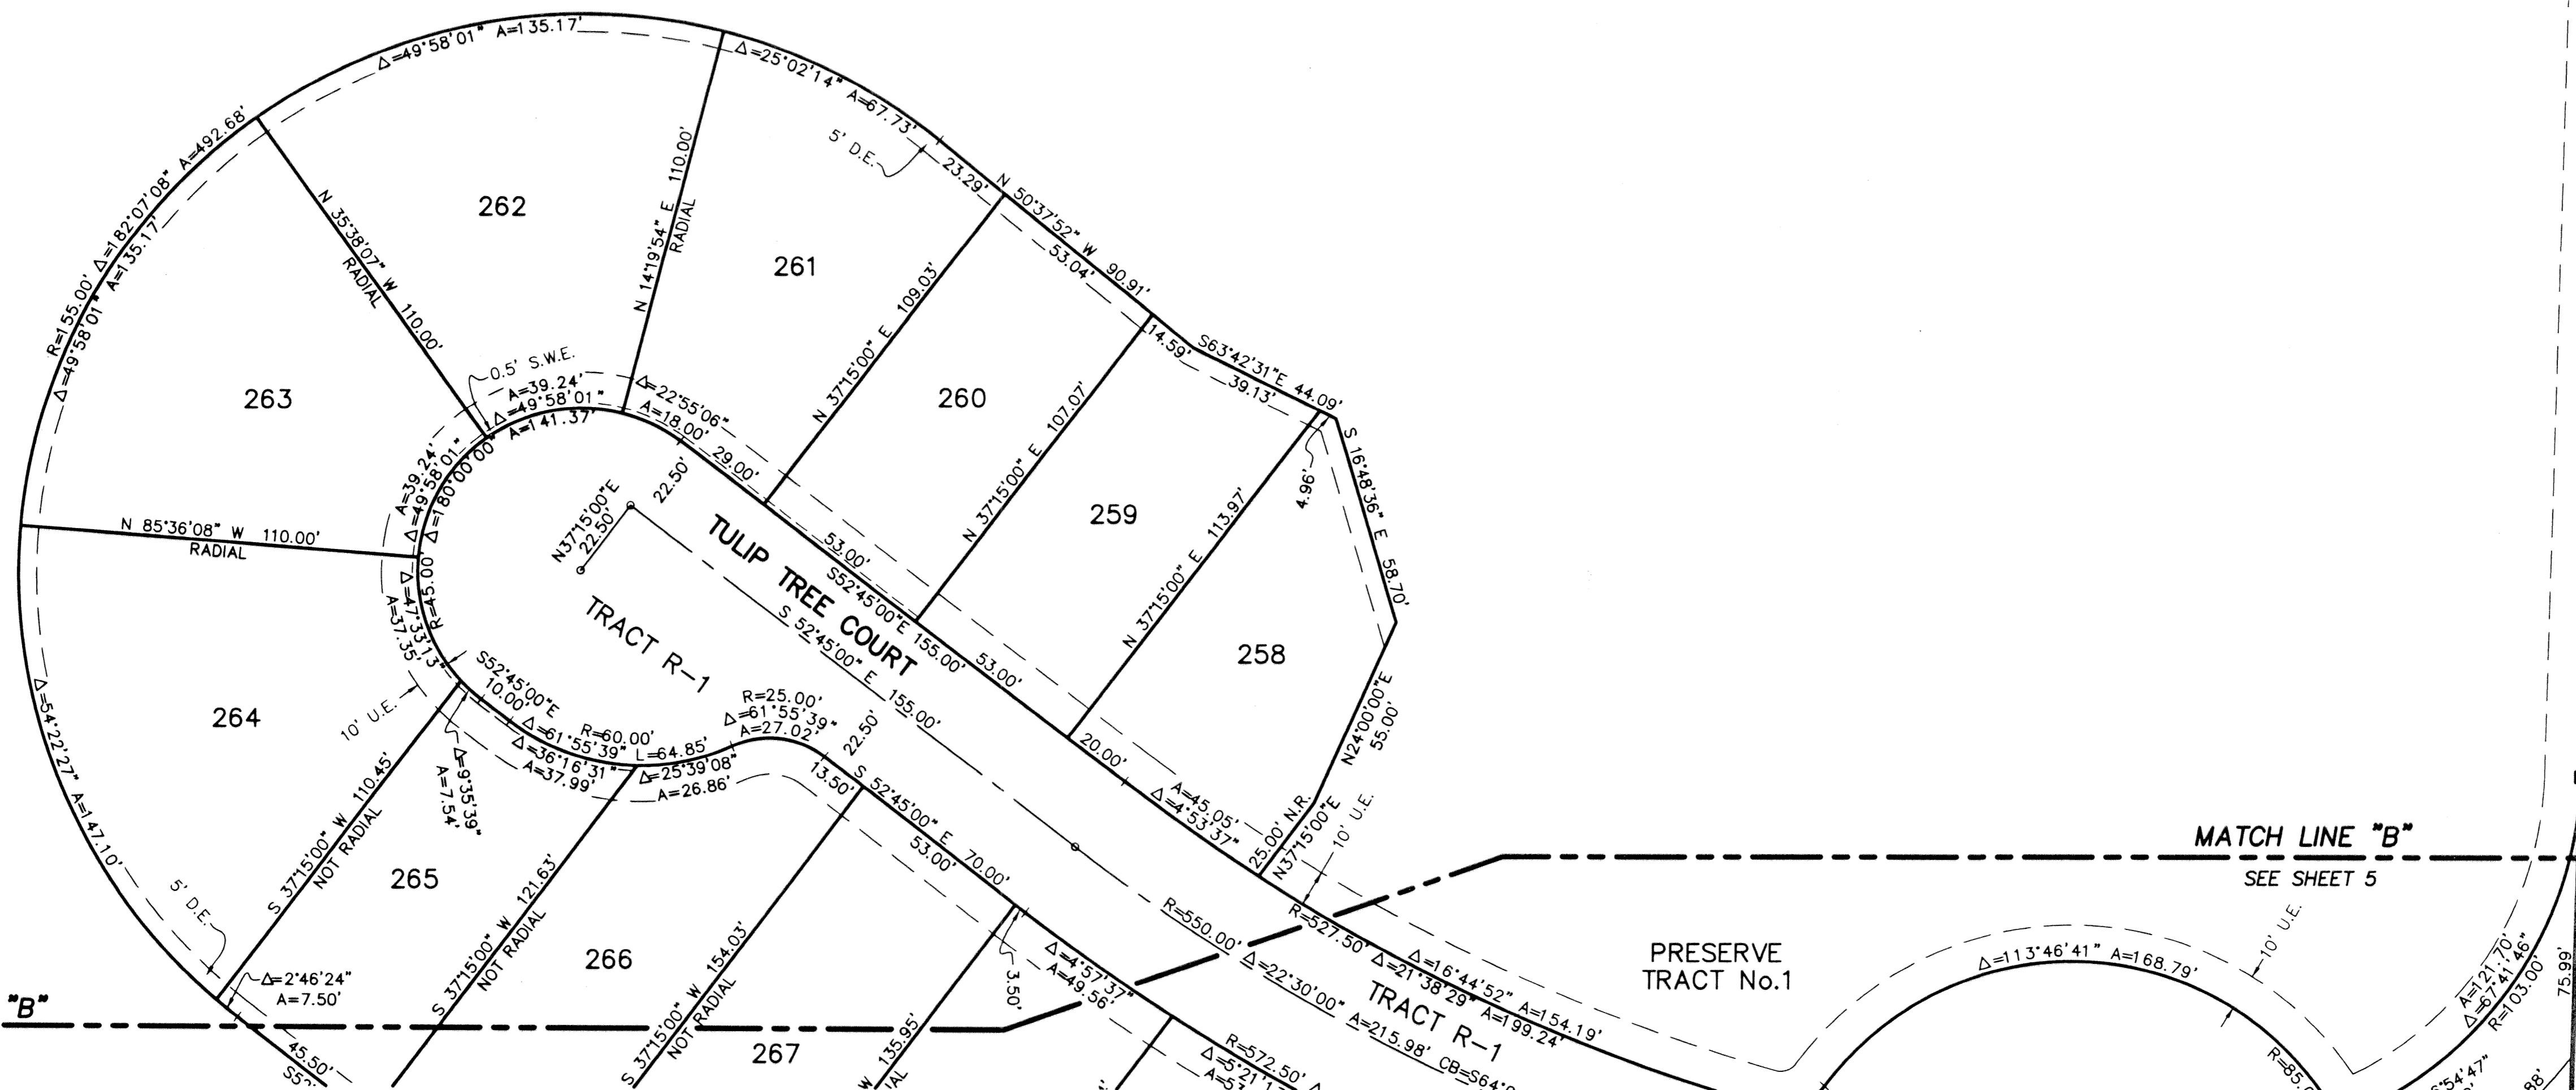 Δ=49°58'01" A=135.17'
Δ=25°02'14" A=67.73'
5' D.E.
23.29'
N 50°37'52" W 90.91'
53.04'
R=155.00' Δ=182°07'08" A=492.68'
Δ=49°58'01" A=135.17'
N 35°38'07" W 110.00'
RADIAL
262
N 14°19'54" E 110.00'
RADIAL
261
N 37°15'00" E 109.03'
14.59'
S63°42'31"E 44.09'
39.13'
0.5' S.W.E.
A=39.24'
Δ=49°58'01"
A=141.37'
Δ=22°55'06"
A=18.00'
29.00'
263
260
N 37°15'00" E 107.07'
4.96'
S 16°48'36" E 58.70'
A=39.24'
Δ=49°58'01"
Δ=180°00'00"
R=45.00'
22.50'
N37°15'00"E
22.50'
N 85°36'08" W 110.00'
RADIAL
TULIP TREE COURT
53.00'
S52°45'00"E 155.00'
53.00'
259
N 37°15'00" E 113.97'
258
TRACT R-1
S 52°45'00" E 155.00'
Δ=47°33'13"
A=37.35'
S52°45'00"E
10.00'
10' U.E.
264
R=60.00'
Δ=61°55'39" L=64.85'
Δ=36°16'31"
A=37.99'
R=25.00'
Δ=61°55'39"
A=27.02'
22.50'
Δ=25°39'08"
A=26.86'
13.50'
20.00'
N24°00'00"E
55.00'
Δ=54°22'27" A=147.10'
S 37°15'00" W 110.45'
NOT RADIAL
Δ=9°35'39"
A=7.54'
S 52°45'00" E 70.00'
53.00'
A=45.05'
Δ=4°53'37"
25.00' N.R.
N37°15'00"E
10' U.E.
MATCH LINE "B"
SEE SHEET 5
5' D.E.
265
S 37°15'00" W 121.63'
NOT RADIAL
266
S 37°15'00" W 154.03'
NOT RADIAL
3.50'
Δ=4°57'37"
A=49.56'
R=550.00'
Δ=22°30'00" A=215.98' CB=S64°
R=527.50'
Δ=21°38'29" A=199.24'
Δ=16°44'52" A=154.19'
TRACT R-1
PRESERVE
TRACT No.1
Δ=113°46'41" A=168.79'
10' U.E.
A=121.70'
Δ=67°41'46"
R=103.00'
75.99'
Δ=2°46'24"
A=7.50'
"B"
45.50'
267
W 135.95'
R=572.50'
Δ=5°21'1
R=85.
54'47"
88'